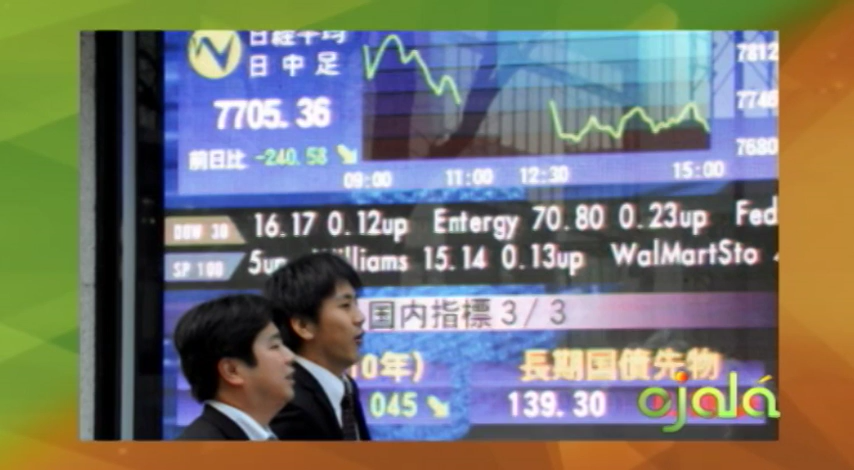 日経平均
日中足
7705.36
前日比 -240.58
7812
7746
7680
09:00 11:00 12:30 15:00
DOW 30 16.17 0.12up Entergy 70.80 0.23up Fed
SP 100 5up Williams 15.14 0.13up WalMartSto
国内指標 3/3
10年) 長期国債先物
045 139.30
ojalá